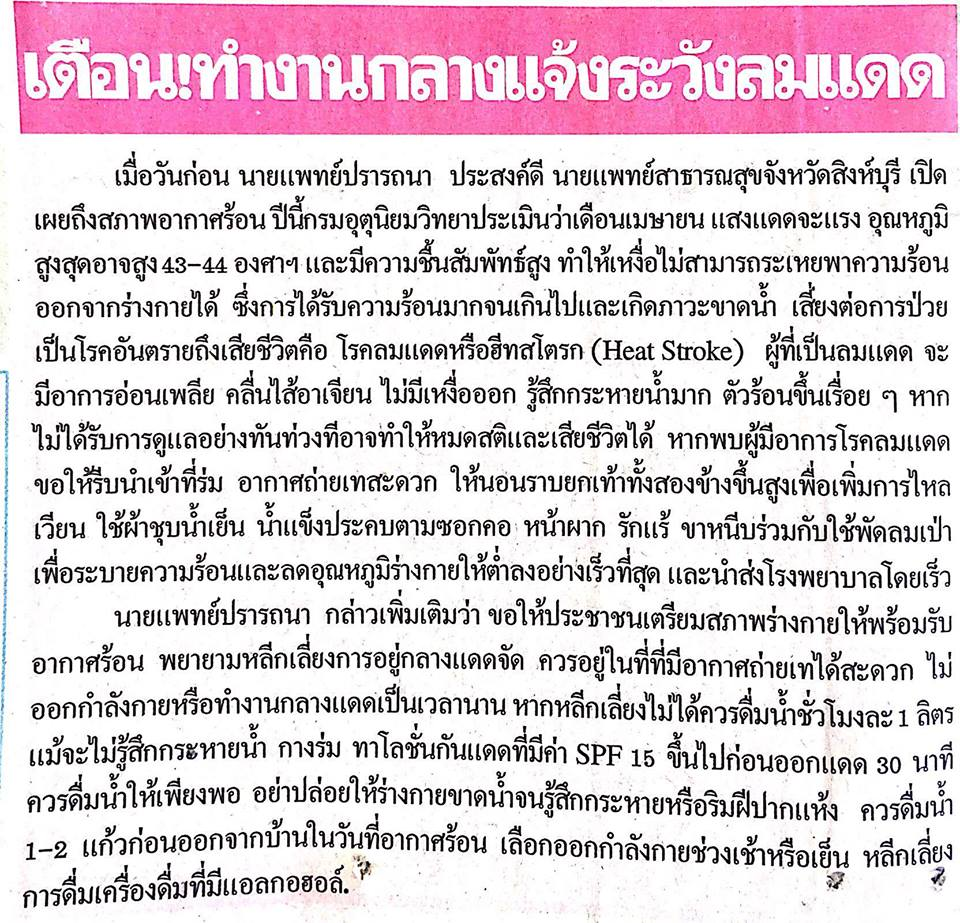 เตือน!ทำงานกลางแจ้งระวังลมแดด
เมื่อวันก่อน นายแพทย์ปรารถนา ประสงค์ดี นายแพทย์สาธารณสุขจังหวัดสิงห์บุรี เปิด
เผยถึงสภาพอากาศร้อน ปีนี้กรมอุตุนิยมวิทยาประเมินว่าเดือนเมษายน แสงแดดจะแรง อุณหภูมิ
สูงสุดอาจสูง 43-44 องศาฯ และมีความชื้นสัมพัทธ์สูง ทำให้เหงื่อไม่สามารถระเหยพาความร้อน
ออกจากร่างกายได้ ซึ่งการได้รับความร้อนมากจนเกินไปและเกิดภาวะขาดน้ำ เสี่ยงต่อการป่วย
เป็นโรคอันตรายถึงเสียชีวิตคือ โรคลมแดดหรือฮีทสโตรก (Heat Stroke) ผู้ที่เป็นลมแดด จะ
มีอาการอ่อนเพลีย คลื่นไส้อาเจียน ไม่มีเหงื่อออก รู้สึกกระหายน้ำมาก ตัวร้อนขึ้นเรื่อย ๆ หาก
ไม่ได้รับการดูแลอย่างทันท่วงทีอาจทำให้หมดสติและเสียชีวิตได้ หากพบผู้มีอาการโรคลมแดด
ขอให้รีบนำเข้าที่ร่ม อากาศถ่ายเทสะดวก ให้นอนราบยกเท้าทั้งสองข้างขึ้นสูงเพื่อเพิ่มการไหล
เวียน ใช้ผ้าชุบน้ำเย็น น้ำแข็งประคบตามซอกคอ หน้าผาก รักแร้ ขาหนีบร่วมกับใช้พัดลมเป่า
เพื่อระบายความร้อนและลดอุณหภูมิร่างกายให้ต่ำลงอย่างเร็วที่สุด และนำส่งโรงพยาบาลโดยเร็ว
นายแพทย์ปรารถนา กล่าวเพิ่มเติมว่า ขอให้ประชาชนเตรียมสภาพร่างกายให้พร้อมรับ
อากาศร้อน พยายามหลีกเลี่ยงการอยู่กลางแดดจัด ควรอยู่ในที่ที่มีอากาศถ่ายเทได้สะดวก ไม่
ออกกำลังกายหรือทำงานกลางแดดเป็นเวลานาน หากหลีกเลี่ยงไม่ได้ควรดื่มน้ำชั่วโมงละ 1 ลิตร
แม้จะไม่รู้สึกกระหายน้ำ กางร่ม ทาโลชั่นกันแดดที่มีค่า SPF 15 ขึ้นไปก่อนออกแดด 30 นาที
ควรดื่มน้ำให้เพียงพอ อย่าปล่อยให้ร่างกายขาดน้ำจนรู้สึกกระหายหรือริมฝีปากแห้ง ควรดื่มน้ำ
1-2 แก้วก่อนออกจากบ้านในวันที่อากาศร้อน เลือกออกกำลังกายช่วงเช้าหรือเย็น หลีกเลี่ยง
การดื่มเครื่องดื่มที่มีแอลกอฮอล์.